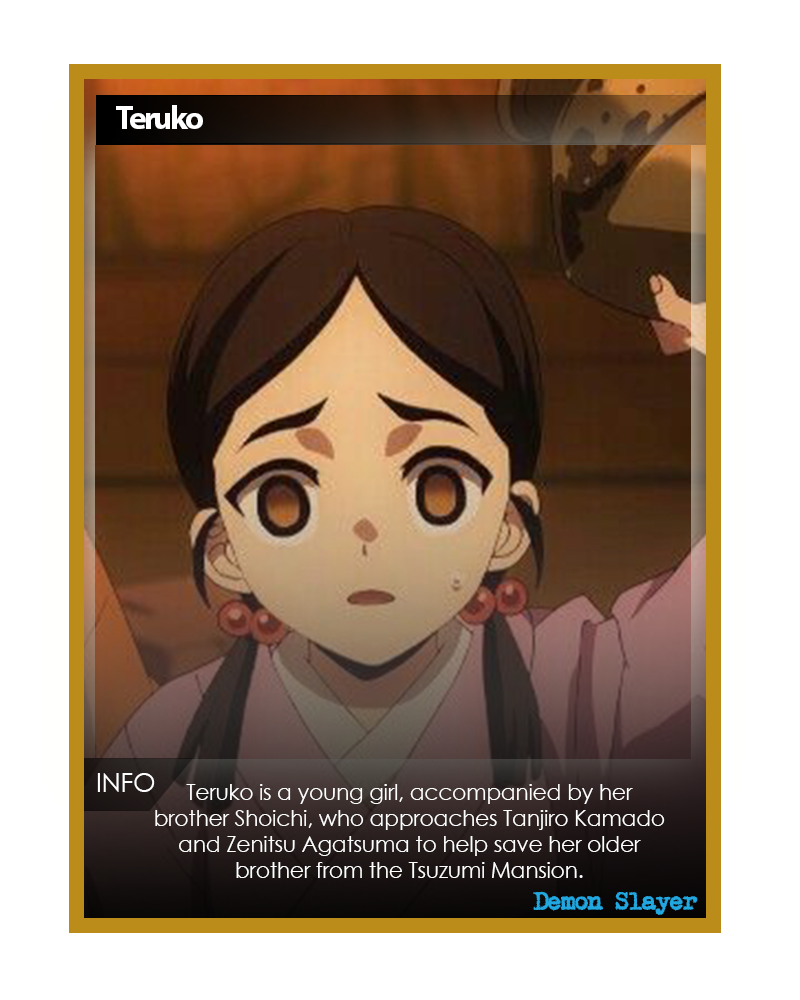 Teruko
INFO
Teruko is a young girl, accompanied by her
brother Shoichi, who approaches Tanjiro Kamado
and Zenitsu Agatsuma to help save her older
brother from the Tsuzumi Mansion.
Demon Slayer